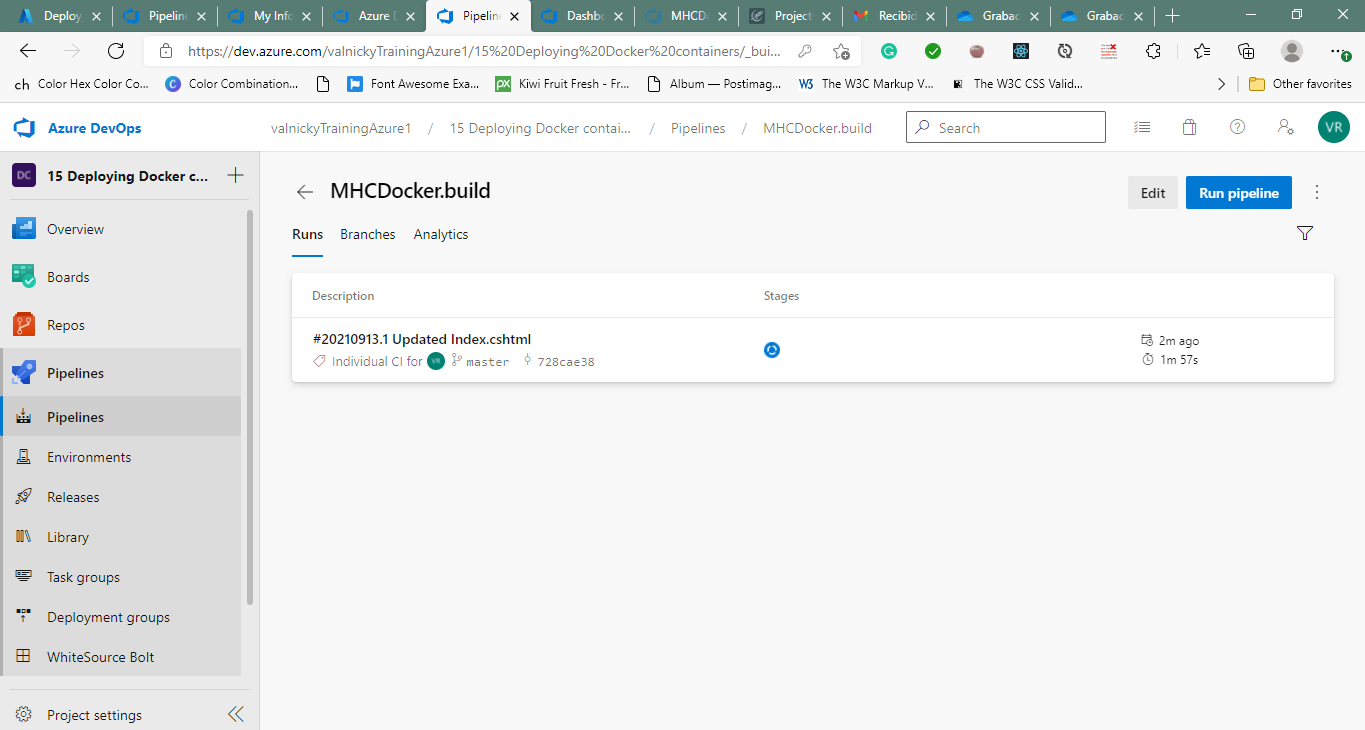 Deploy
Pipeline
My Info
Azure D
Pipeline
Dashbo
MHCDo
Project
Recibid
Grabac
Grabac
https://dev.azure.com/valnickyTrainingAzure1/15%20Deploying%20Docker%20containers/_bui...
ch Color Hex Color Co...
C Color Combination...
Font Awesome Exa...
px Kiwi Fruit Fresh - Fr...
Album — Postimag...
W3 The W3C Markup V...
The W3C CSS Valid...
Other favorites
Azure DevOps
valnickyTrainingAzure1 / 15 Deploying Docker contai... / Pipelines / MHCDocker.build
Search
VR
DC 15 Deploying Docker c...
Overview
Boards
Repos
Pipelines
Pipelines
Environments
Releases
Library
Task groups
Deployment groups
WhiteSource Bolt
Project settings
MHCDocker.build
Edit
Run pipeline
Runs Branches Analytics
Description Stages
#20210913.1 Updated Index.cshtml
Individual CI for VR master 728cae38
2m ago
1m 57s